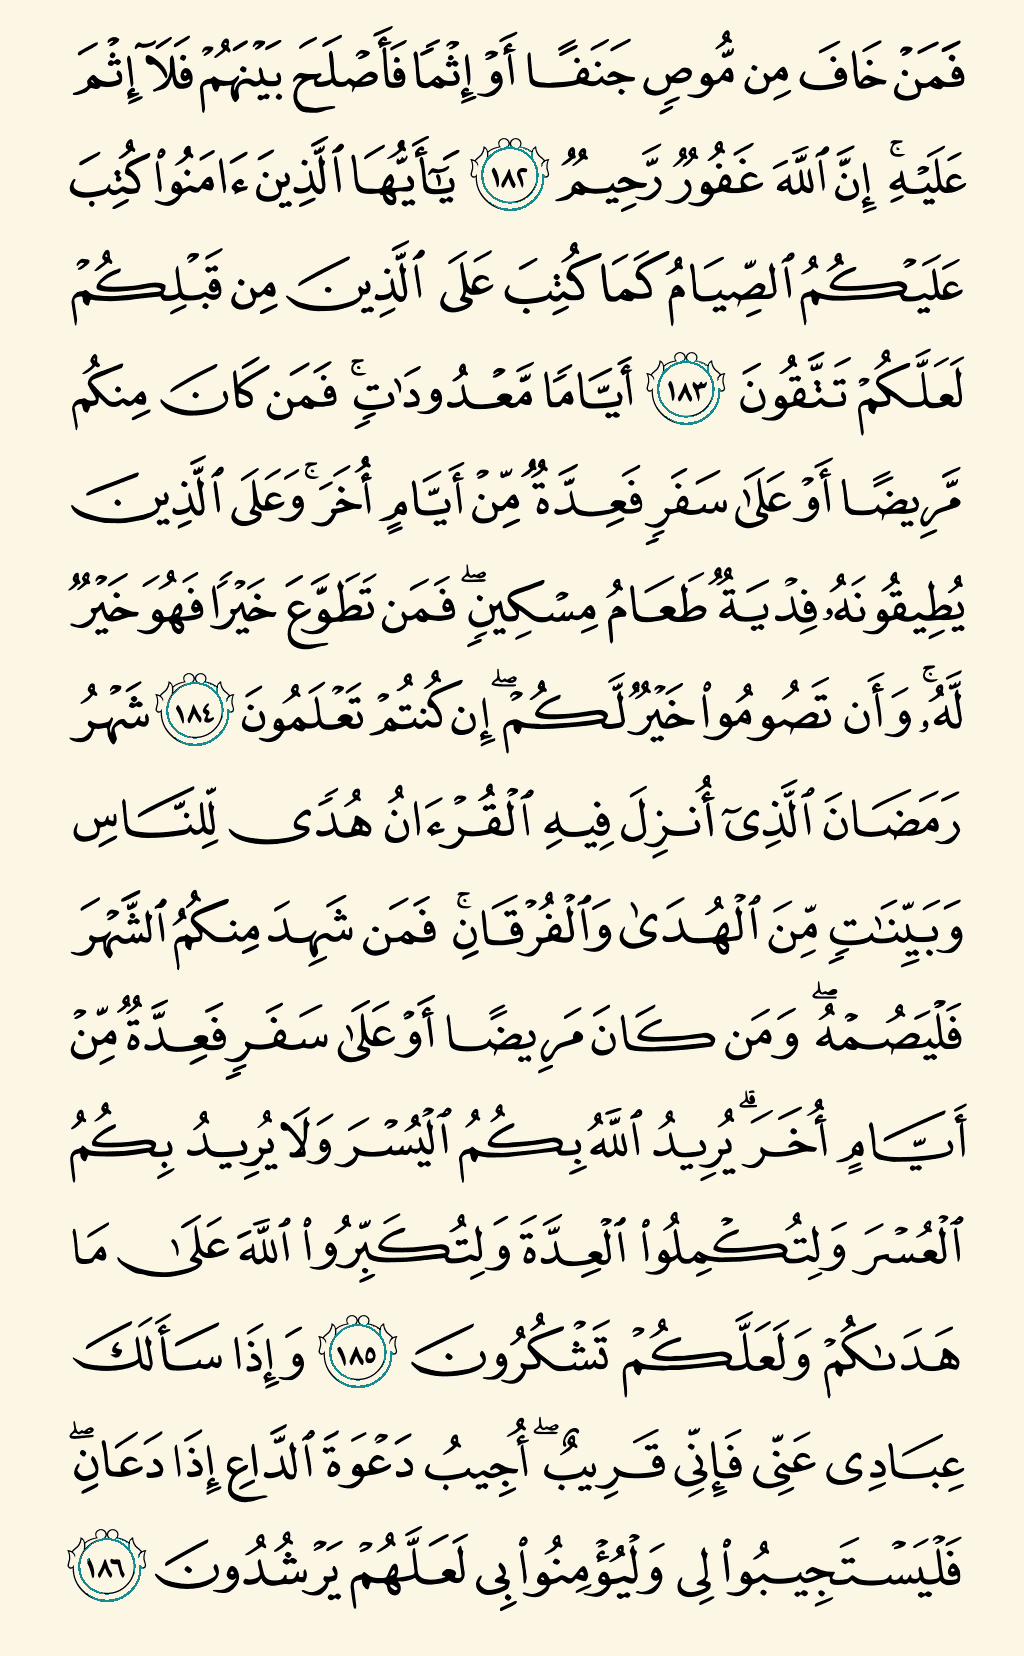 فَمَنْ خَافَ مِن مُّوصٍ جَنَفًا أَوْ إِثْمًا فَأَصْلَحَ بَيْنَهُمْ فَلَآ إِثْمَ
عَلَيْهِۚ إِنَّ ٱللَّهَ غَفُورٌ رَّحِيمٌ ١٨٢ يَٰٓأَيُّهَا ٱلَّذِينَ ءَامَنُوا۟ كُتِبَ
عَلَيْكُمُ ٱلصِّيَامُ كَمَا كُتِبَ عَلَى ٱلَّذِينَ مِن قَبْلِكُمْ
لَعَلَّكُمْ تَتَّقُونَ ١٨٣ أَيَّامًا مَّعْدُودَٰتٍۚ فَمَن كَانَ مِنكُم
مَّرِيضًا أَوْ عَلَىٰ سَفَرٍ فَعِدَّةٌ مِّنْ أَيَّامٍ أُخَرَۚ وَعَلَى ٱلَّذِينَ
يُطِيقُونَهُۥ فِدْيَةٌ طَعَامُ مِسْكِينٍۖ فَمَن تَطَوَّعَ خَيْرًا فَهُوَ خَيْرٌ
لَّهُۥۚ وَأَن تَصُومُوا۟ خَيْرٌ لَّكُمْۖ إِن كُنتُمْ تَعْلَمُونَ ١٨٤ شَهْرُ
رَمَضَانَ ٱلَّذِىٓ أُنزِلَ فِيهِ ٱلْقُرْءَانُ هُدًى لِّلنَّاسِ
وَبَيِّنَٰتٍ مِّنَ ٱلْهُدَىٰ وَٱلْفُرْقَانِۚ فَمَن شَهِدَ مِنكُمُ ٱلشَّهْرَ
فَلْيَصُمْهُۖ وَمَن كَانَ مَرِيضًا أَوْ عَلَىٰ سَفَرٍ فَعِدَّةٌ مِّنْ
أَيَّامٍ أُخَرَۗ يُرِيدُ ٱللَّهُ بِكُمُ ٱلْيُسْرَ وَلَا يُرِيدُ بِكُمُ
ٱلْعُسْرَ وَلِتُكْمِلُوا۟ ٱلْعِدَّةَ وَلِتُكَبِّرُوا۟ ٱللَّهَ عَلَىٰ مَا
هَدَىٰكُمْ وَلَعَلَّكُمْ تَشْكُرُونَ ١٨٥ وَإِذَا سَأَلَكَ
عِبَادِى عَنِّى فَإِنِّى قَرِيبٌۖ أُجِيبُ دَعْوَةَ ٱلدَّاعِ إِذَا دَعَانِۖ
فَلْيَسْتَجِيبُوا۟ لِى وَلْيُؤْمِنُوا۟ بِى لَعَلَّهُمْ يَرْشُدُونَ ١٨٦